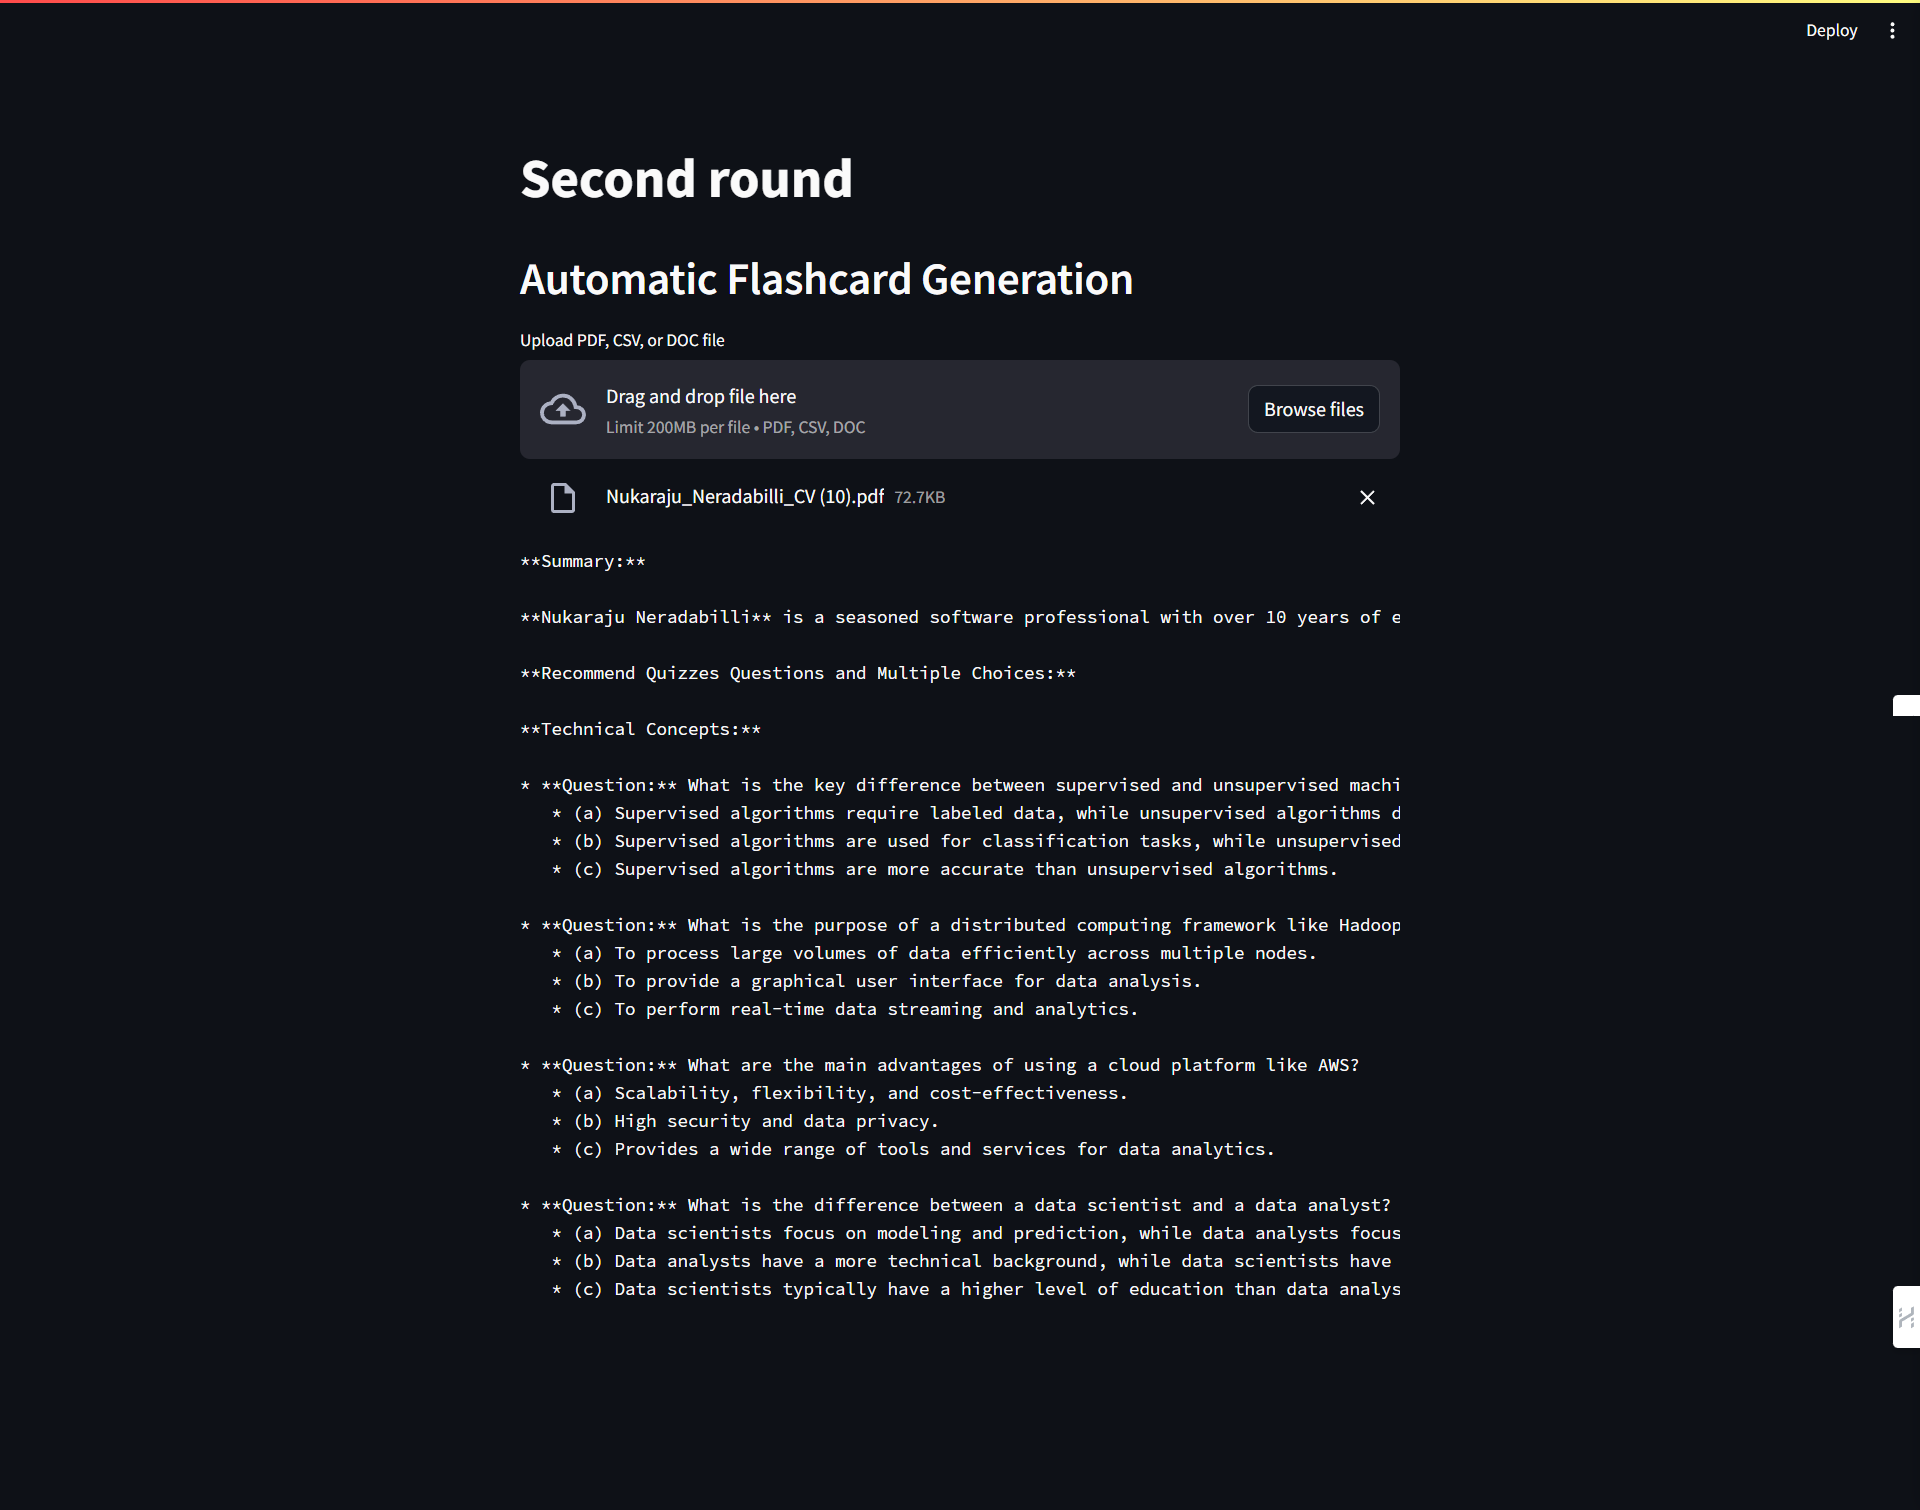 Deploy
Second round
Automatic Flashcard Generation
Upload PDF, CSV, or DOC file
Drag and drop file here
Limit 200MB per file • PDF, CSV, DOC
Browse files
Nukaraju_Neradabilli_CV (10).pdf 72.7KB
**Summary:**
**Nukaraju Neradabilli** is a seasoned software professional with over 10 years of e
**Recommend Quizzes Questions and Multiple Choices:**
**Technical Concepts:**
* **Question:** What is the key difference between supervised and unsupervised machi
* (a) Supervised algorithms require labeled data, while unsupervised algorithms d
* (b) Supervised algorithms are used for classification tasks, while unsupervised
* (c) Supervised algorithms are more accurate than unsupervised algorithms.
* **Question:** What is the purpose of a distributed computing framework like Hadoop
* (a) To process large volumes of data efficiently across multiple nodes.
* (b) To provide a graphical user interface for data analysis.
* (c) To perform real-time data streaming and analytics.
* **Question:** What are the main advantages of using a cloud platform like AWS?
* (a) Scalability, flexibility, and cost-effectiveness.
* (b) High security and data privacy.
* (c) Provides a wide range of tools and services for data analytics.
* **Question:** What is the difference between a data scientist and a data analyst?
* (a) Data scientists focus on modeling and prediction, while data analysts focus
* (b) Data analysts have a more technical background, while data scientists have
* (c) Data scientists typically have a higher level of education than data analys